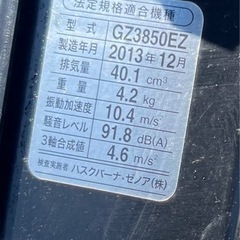 法定規格適合機種
型式 GZ3850EZ
製造年月 2013年12月
排気量 40.1 cm³
重量 4.2 kg
振動加速度 10.4 m/s²
騒音レベル 91.8 dB(A)
3軸合成値 4.6 m/s²
検査実施者 ハスクバーナ・ゼノア(株)